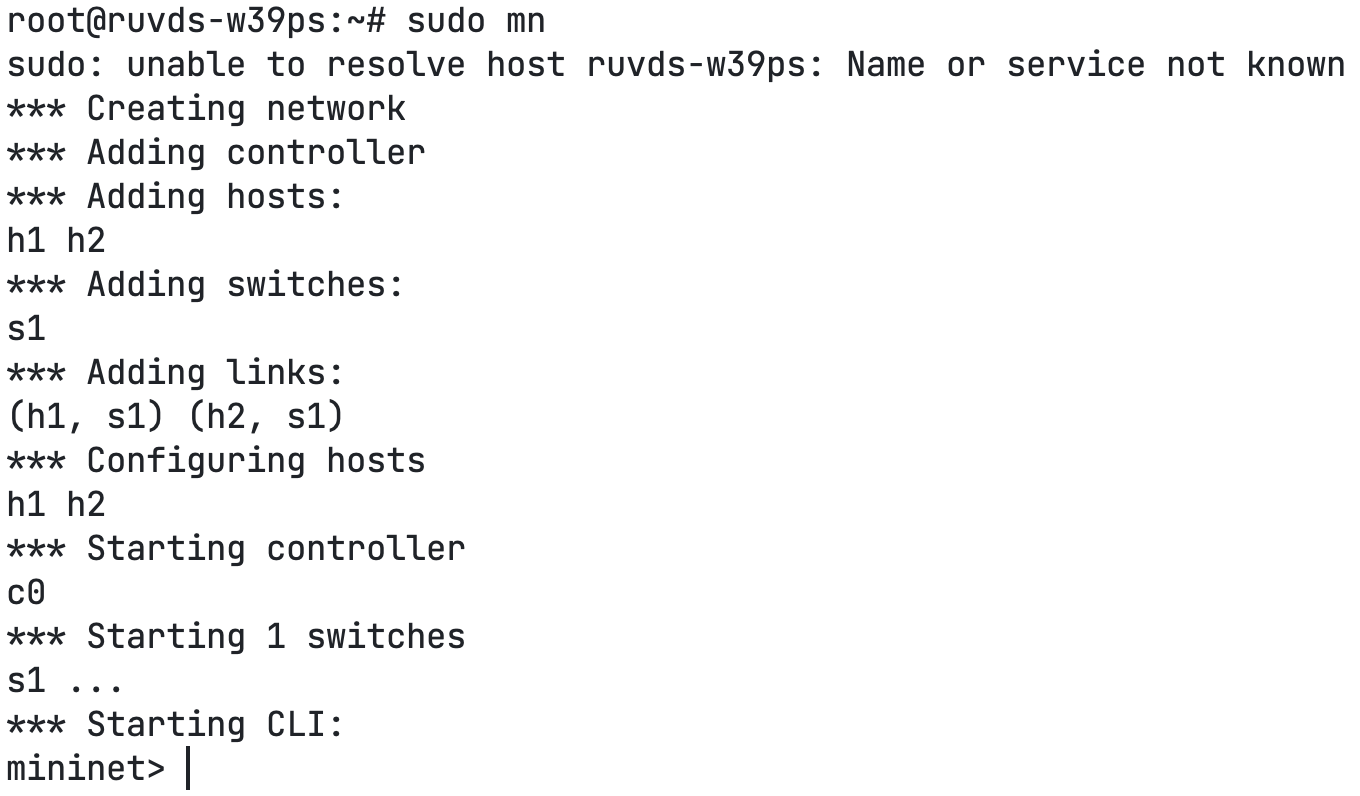 root@ruvds-w39ps:~# sudo mn
sudo: unable to resolve host ruvds-w39ps: Name or service not known
*** Creating network
*** Adding controller
*** Adding hosts:
h1 h2
*** Adding switches:
s1
*** Adding links:
(h1, s1) (h2, s1)
*** Configuring hosts
h1 h2
*** Starting controller
c0
*** Starting 1 switches
s1 ...
*** Starting CLI:
mininet>